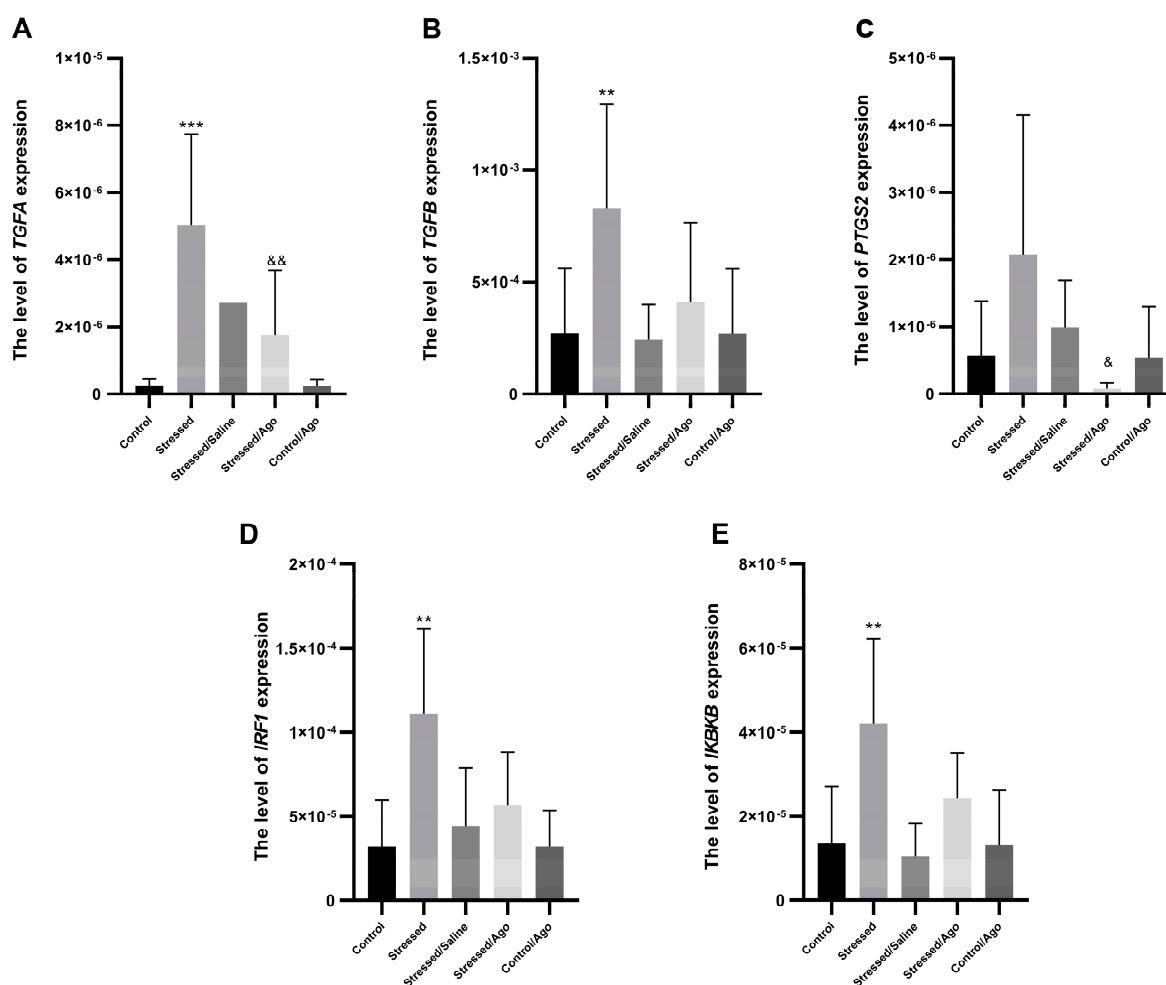 A
The level of TGFA expression
1×10⁻⁵
8×10⁻⁶
6×10⁻⁶
4×10⁻⁶
2×10⁻⁶
0
***
&&
Control
Stressed
Stressed/Saline
Stressed/Ago
Control/Ago
B
The level of TGFB expression
1.5×10⁻³
1×10⁻³
5×10⁻⁴
0
**
Control
Stressed
Stressed/Saline
Stressed/Ago
Control/Ago
C
The level of PTGS2 expression
5×10⁻⁶
4×10⁻⁶
3×10⁻⁶
2×10⁻⁶
1×10⁻⁶
0
&
Control
Stressed
Stressed/Saline
Stressed/Ago
Control/Ago
D
The level of IRF1 expression
2×10⁻⁴
1.5×10⁻⁴
1×10⁻⁴
5×10⁻⁵
0
**
Control
Stressed
Stressed/Saline
Stressed/Ago
Control/Ago
E
The level of IKBKB expression
8×10⁻⁵
6×10⁻⁵
4×10⁻⁵
2×10⁻⁵
0
**
Control
Stressed
Stressed/Saline
Stressed/Ago
Control/Ago